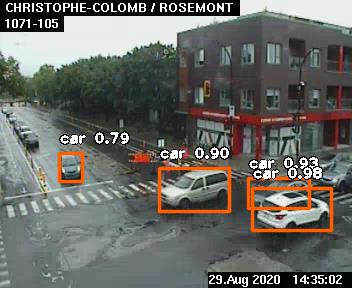 CHRISTOPHE-COLOMB / ROSEMONT
1071-105
car 0.79
car 0.90
car 0.93
car 0.98
29.Aug 2020 14:35:02